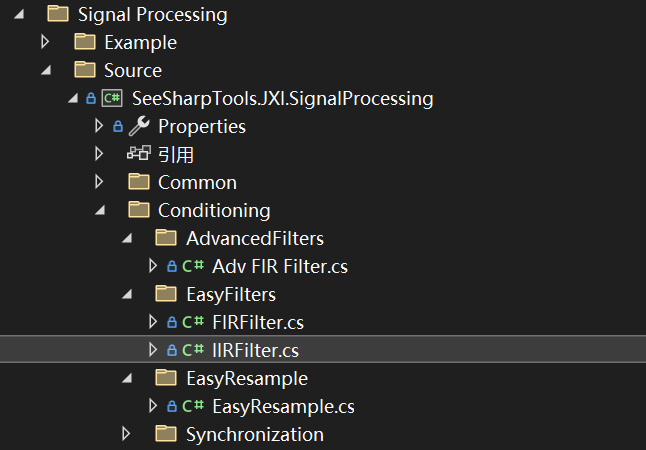 Signal Processing
Example
Source
C# SeeSharpTools.JXI.SignalProcessing
Properties
引用
Common
Conditioning
AdvancedFilters
C# Adv FIR Filter.cs
EasyFilters
C# FIRFilter.cs
C# IIRFilter.cs
EasyResample
C# EasyResample.cs
Synchronization